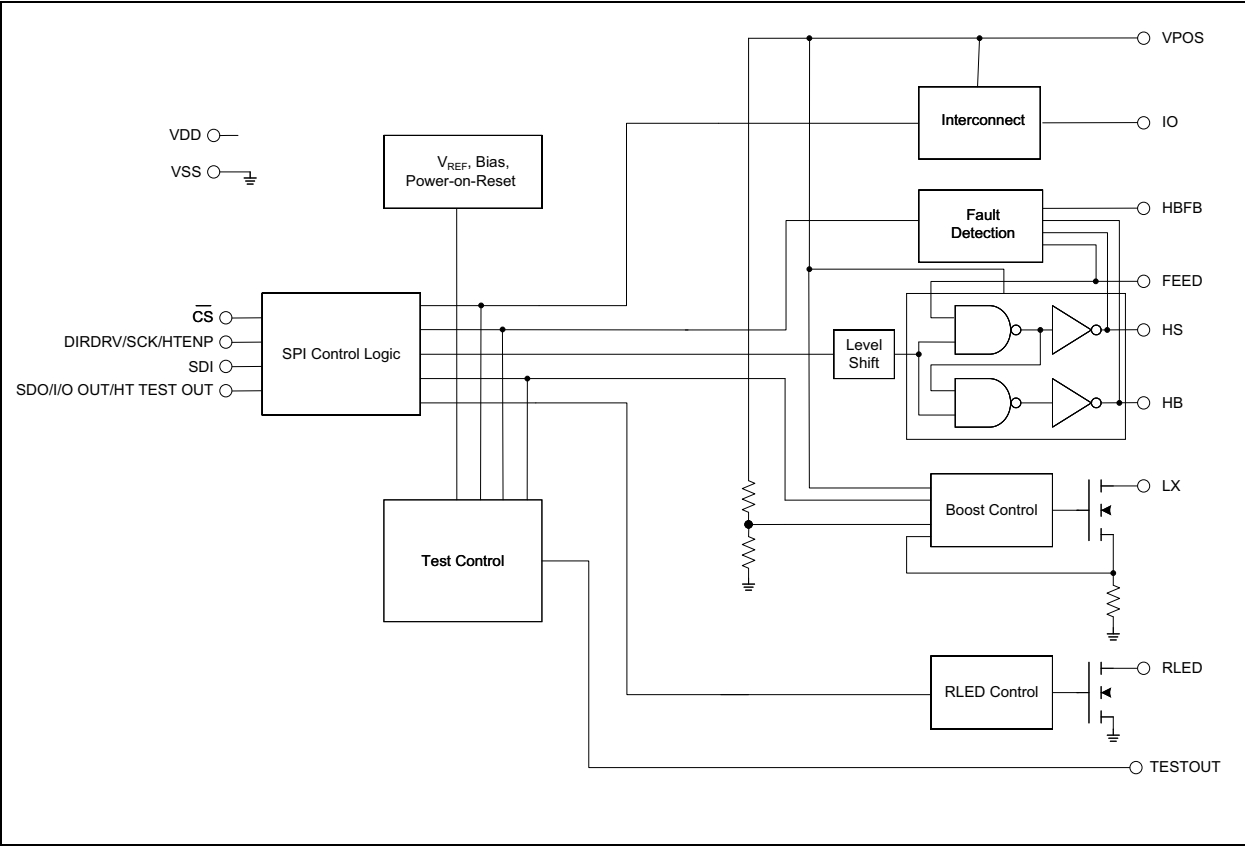 VPOS
Interconnect
IO
VDD
VSS
V_REF, Bias,
Power-on-Reset
HBFB
Fault
Detection
FEED
C̅S̅
DIRDRV/SCK/HTENP
SDI
SDO/I/O OUT/HT TEST OUT
SPI Control Logic
Level
Shift
HS
HB
LX
Boost Control
Test Control
RLED
RLED Control
TESTOUT